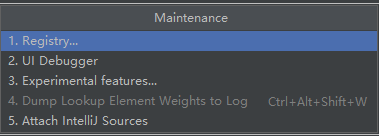 Maintenance
1. Registry...
2. UI Debugger
3. Experimental features...
4. Dump Lookup Element Weights to Log Ctrl+Alt+Shift+W
5. Attach IntelliJ Sources